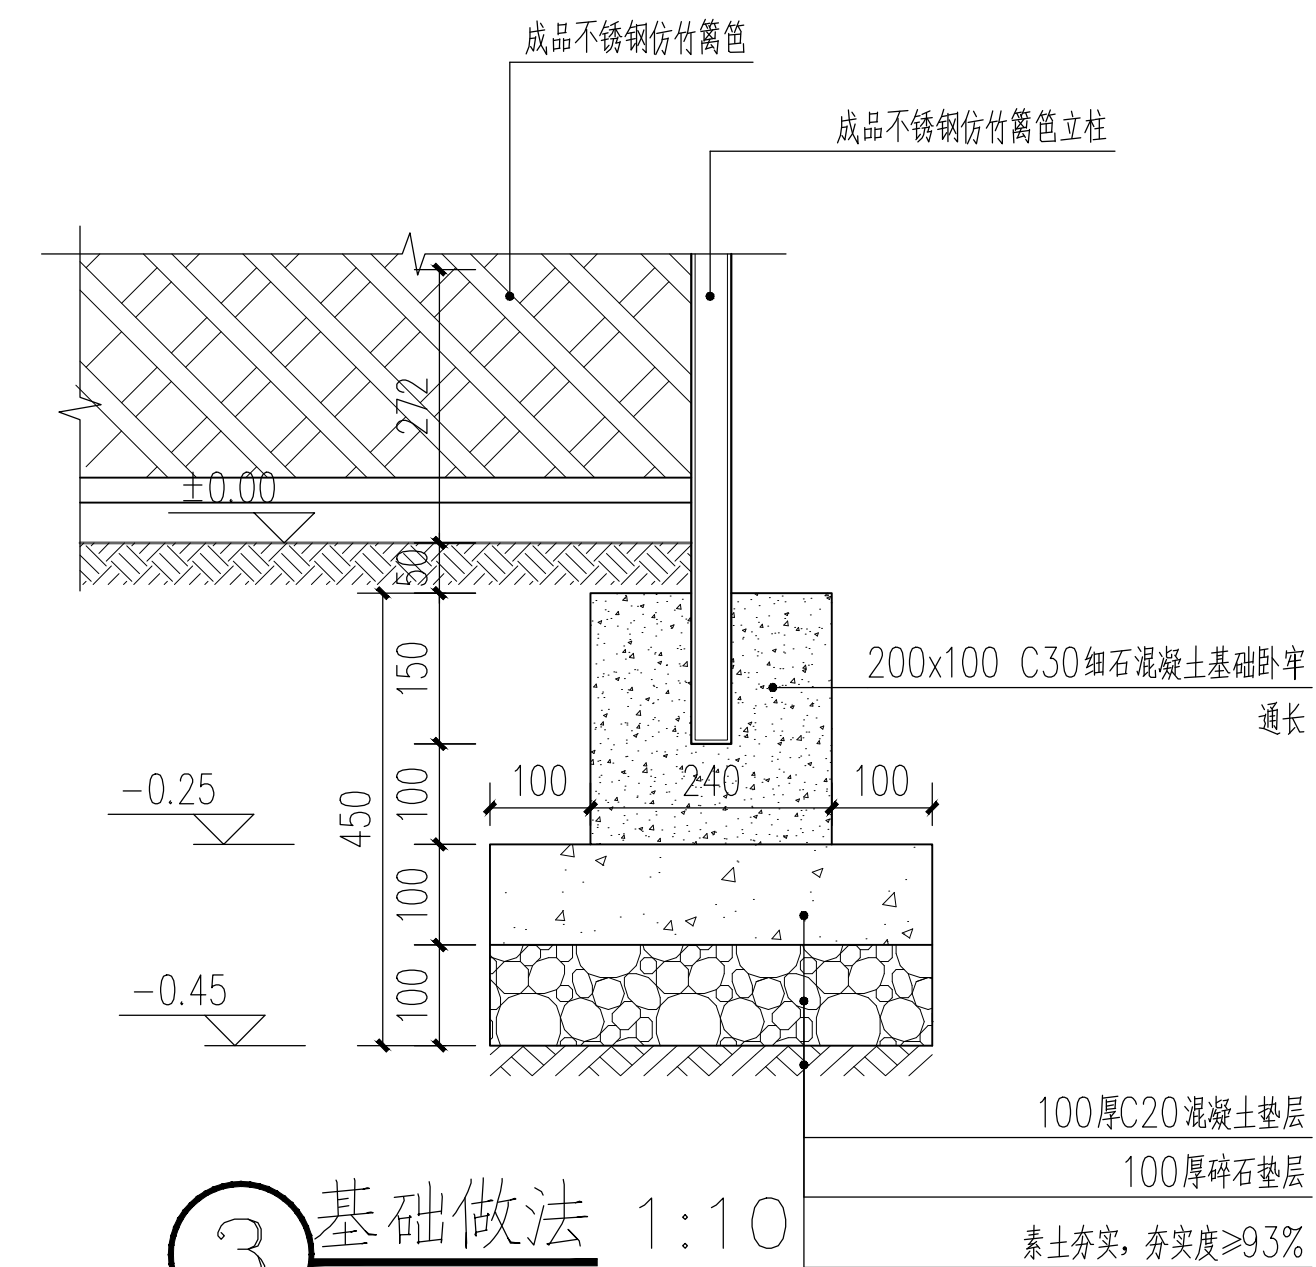 成品不锈钢仿竹篱笆
成品不锈钢仿竹篱笆立柱
272
±0.00
50
150
200x100 C30细石混凝土基础卧牢
通长
100 240 100
-0.25
100
450
100
-0.45
100
100厚C20混凝土垫层
100厚碎石垫层
素土夯实，夯实度≥93%
3 基础做法 1:10